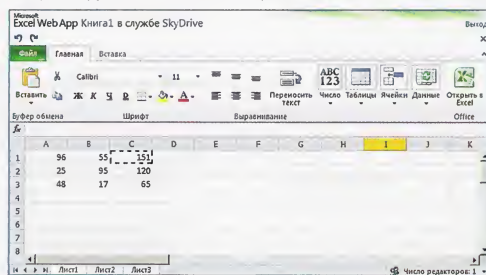 Microsoft
Excel Web App Книга1 в службе SkyDrive
Выход
X
Файл Главная Вставка
Calibri 11
ABC
123
Вставить Ж К Ч D A Переносить текст Число Таблицы Ячейки Данные Открыть в Excel
Буфер обмена Шрифт Выравнивание Office
fx
A B C D E F G H I J K
1 96 55 151
2 25 95 120
3 48 17 65
4
5
6
7
8
Лист1 Лист2 Лист3 Число редакторов: 1